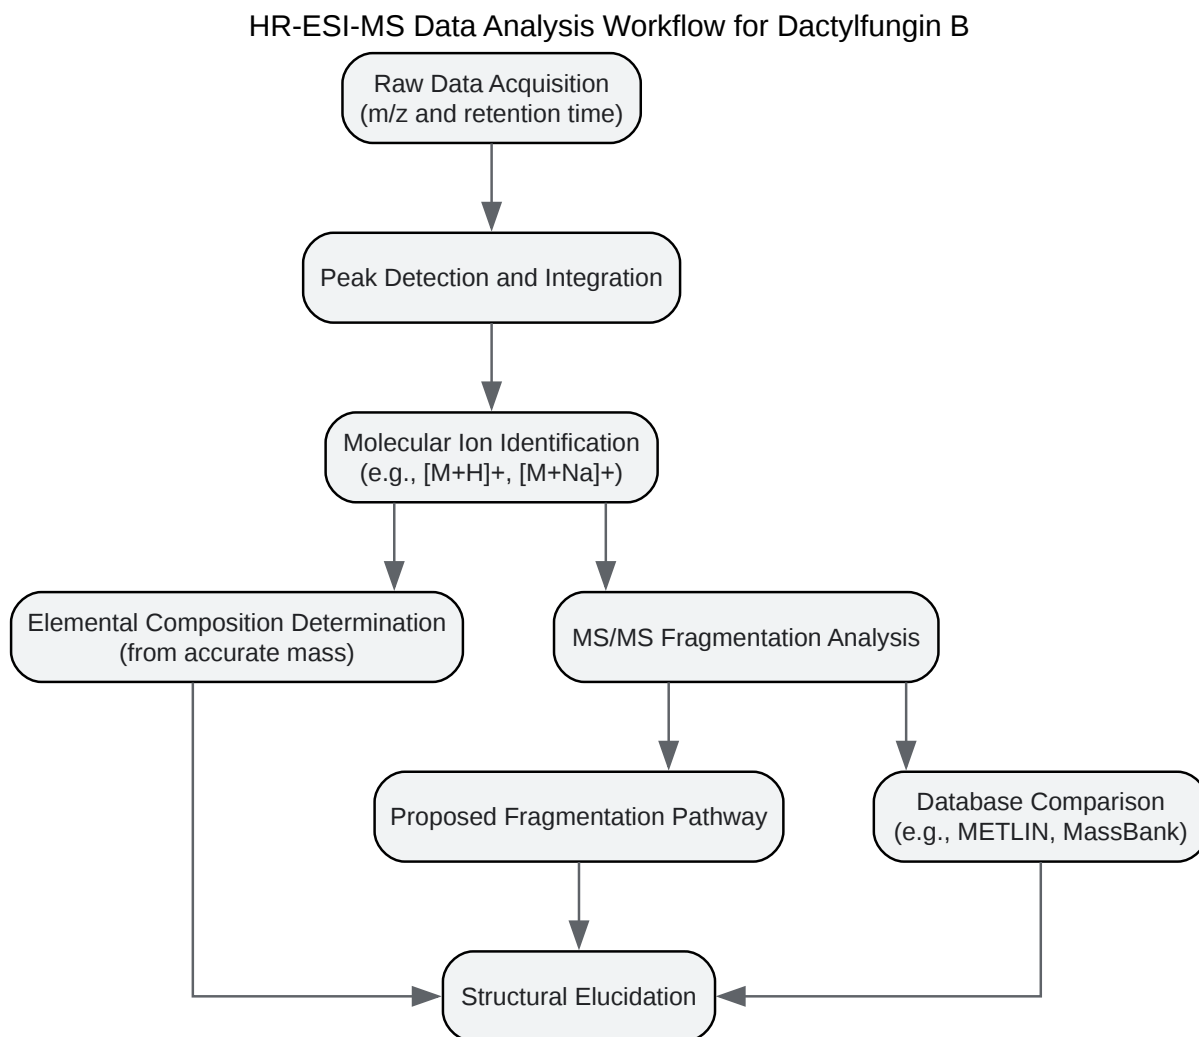 HR-ESI-MS Data Analysis Workflow for Dactylfungin B
Raw Data Acquisition
(m/z and retention time)
Peak Detection and Integration
Molecular Ion Identification
(e.g., [M+H]+, [M+Na]+)
Elemental Composition Determination
(from accurate mass)
MS/MS Fragmentation Analysis
Proposed Fragmentation Pathway
Database Comparison
(e.g., METLIN, MassBank)
Structural Elucidation